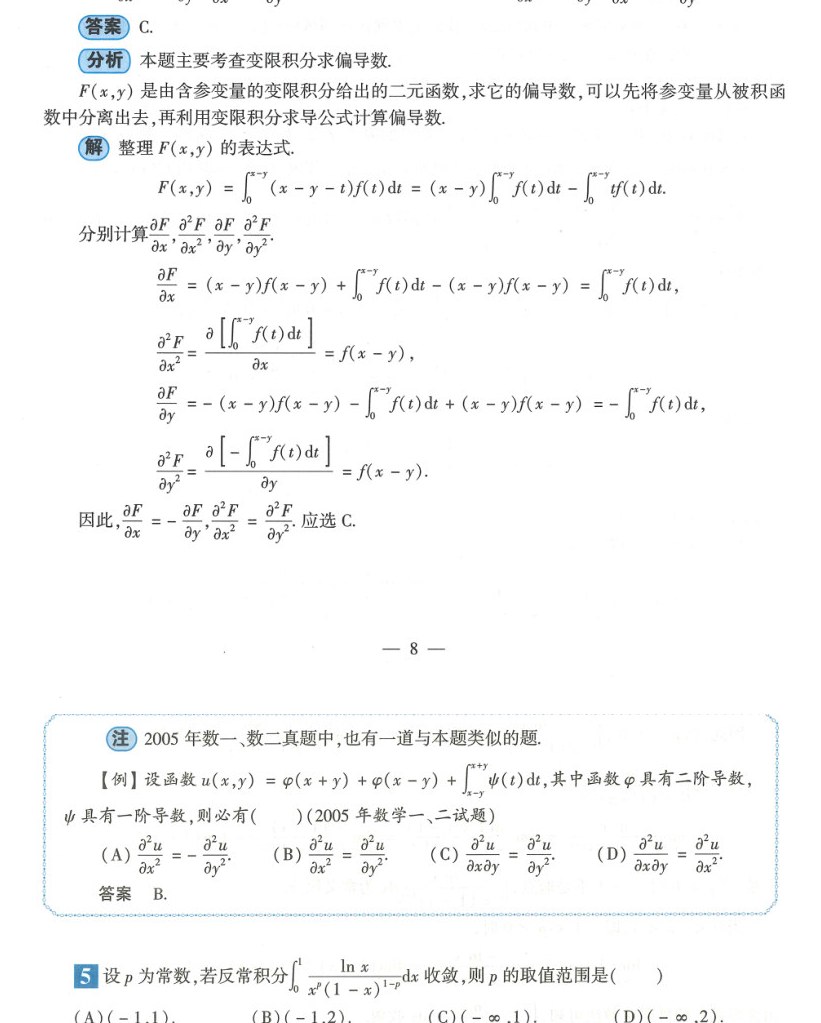 答案 C.
分析 本题主要考查变限积分求偏导数.
F(x,y) 是由含参变量的变限积分给出的二元函数,求它的偏导数,可以先将参变量从被积函
数中分离出去,再利用变限积分求导公式计算偏导数.
解 整理 F(x,y) 的表达式.
F(x,y) = ∫₀^{x-y} (x - y - t)f(t)dt = (x - y)∫₀^{x-y} f(t)dt - ∫₀^{x-y} tf(t)dt.
分别计算 ∂F/∂x, ∂²F/∂x², ∂F/∂y, ∂²F/∂y².
∂F/∂x = (x - y)f(x - y) + ∫₀^{x-y} f(t)dt - (x - y)f(x - y) = ∫₀^{x-y} f(t)dt,
∂²F/∂x² = ∂[∫₀^{x-y} f(t)dt]/∂x = f(x - y),
∂F/∂y = - (x - y)f(x - y) - ∫₀^{x-y} f(t)dt + (x - y)f(x - y) = - ∫₀^{x-y} f(t)dt,
∂²F/∂y² = ∂[- ∫₀^{x-y} f(t)dt]/∂y = f(x - y).
因此, ∂F/∂x = - ∂F/∂y, ∂²F/∂x² = ∂²F/∂y². 应选 C.
— 8 —
注 2005 年数一、数二真题中,也有一道与本题类似的题.
【例】设函数 u(x,y) = φ(x + y) + φ(x - y) + ∫_{x-y}^{x+y} ψ(t)dt,其中函数 φ 具有二阶导数,
ψ 具有一阶导数,则必有( )(2005 年数学一、二试题)
(A) ∂²u/∂x² = - ∂²u/∂y². (B) ∂²u/∂x² = ∂²u/∂y². (C) ∂²u/∂x∂y = ∂²u/∂y². (D) ∂²u/∂x∂y = ∂²u/∂x².
答案 B.
5 设 p 为常数,若反常积分 ∫₀¹ ln x/(x^p(1 - x)^{1-p}) dx 收敛,则 p 的取值范围是( )
(A)(- 1,1). (B)(- 1,2). (C)(- ∞ ,1). (D)(- ∞ ,2).